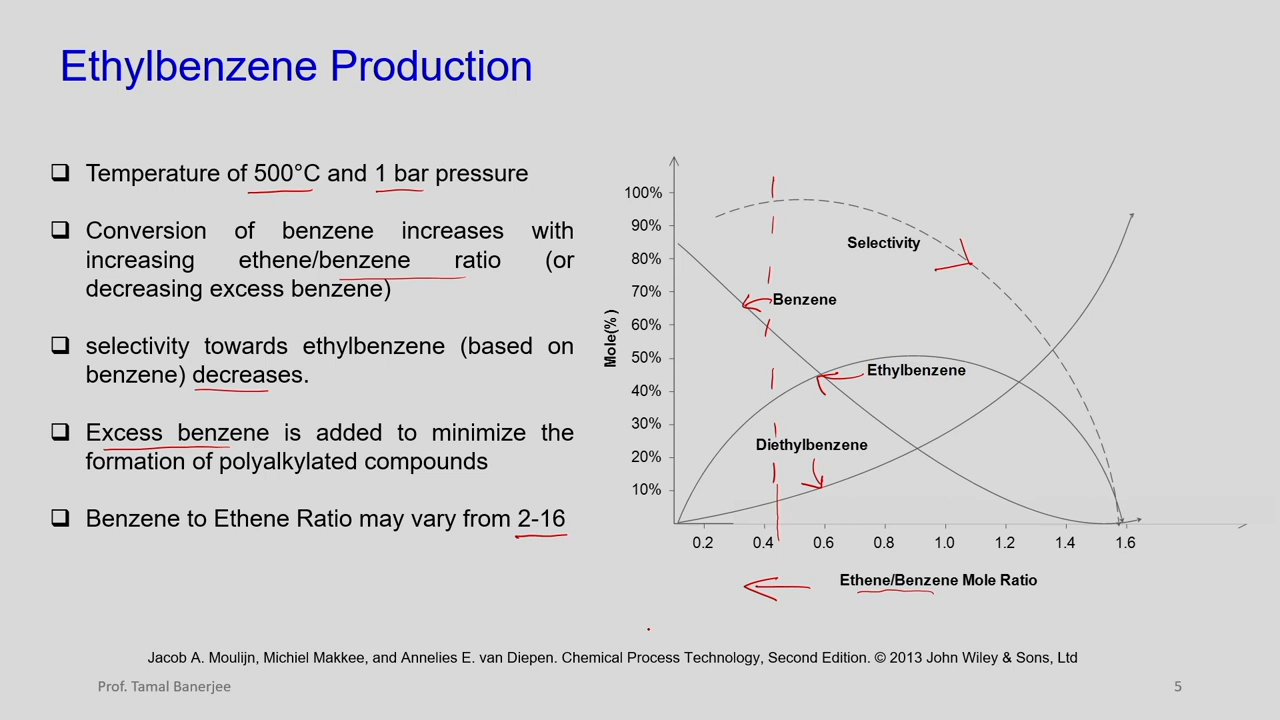 Ethylbenzene Production
❑ Temperature of 500°C and 1 bar pressure
❑ Conversion of benzene increases with
increasing ethene/benzene ratio (or
decreasing excess benzene)
❑ selectivity towards ethylbenzene (based on
benzene) decreases.
❑ Excess benzene is added to minimize the
formation of polyalkylated compounds
❑ Benzene to Ethene Ratio may vary from 2-16
Mole(%)
100%
90%
80%
70%
60%
50%
40%
30%
20%
10%
Selectivity
Benzene
Ethylbenzene
Diethylbenzene
0.2 0.4 0.6 0.8 1.0 1.2 1.4 1.6
Ethene/Benzene Mole Ratio
Jacob A. Moulijn, Michiel Makkee, and Annelies E. van Diepen. Chemical Process Technology, Second Edition. © 2013 John Wiley & Sons, Ltd
Prof. Tamal Banerjee
5